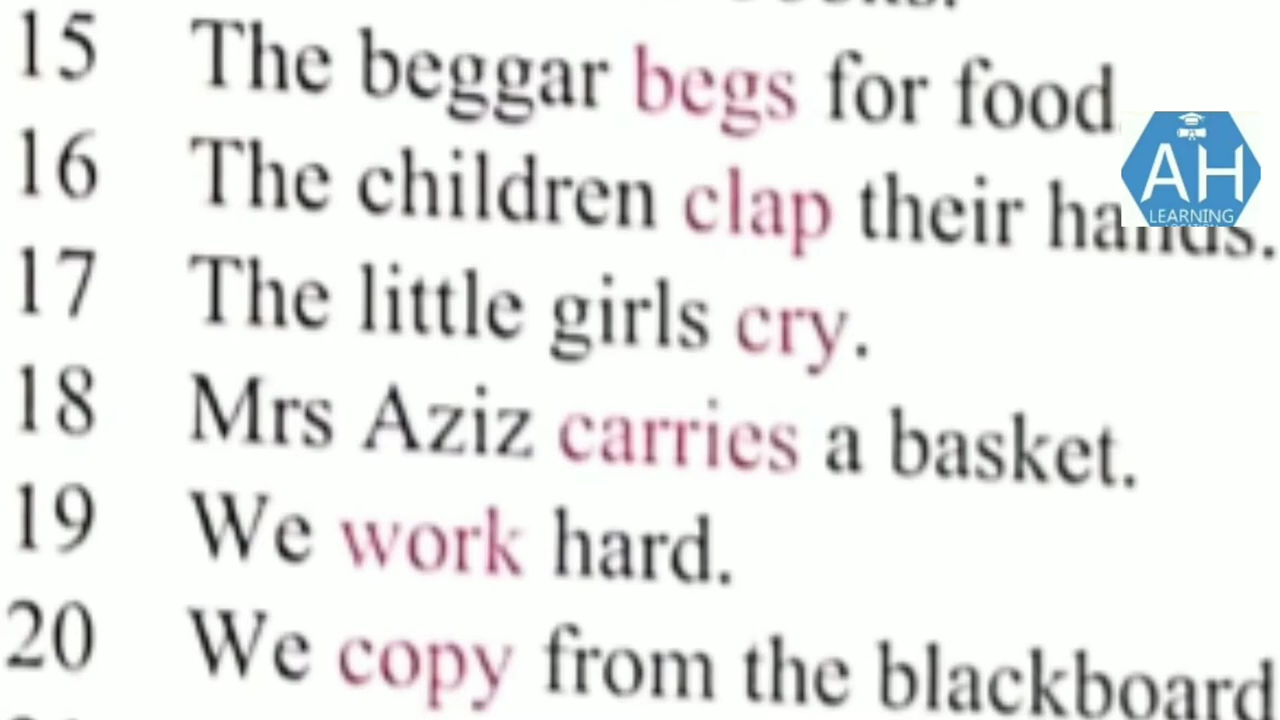 15 The beggar begs for food.
16 The children clap their hands.
17 The little girls cry.
18 Mrs Aziz carries a basket.
19 We work hard.
20 We copy from the blackboard
AH
LEARNING